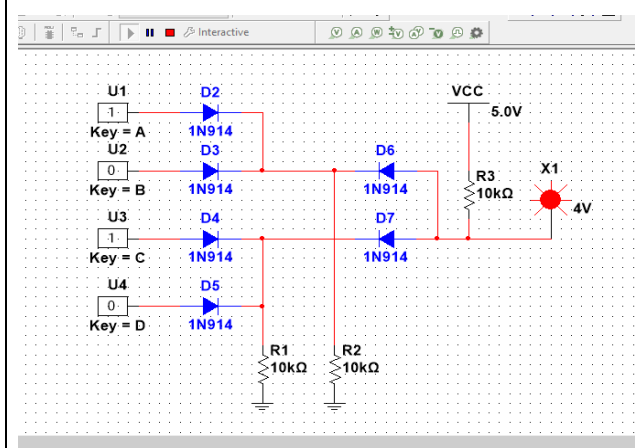 Interactive
U1
1
Key = A
D2
1N914
VCC
5.0V
U2
0
Key = B
D3
1N914
D6
1N914
R3
10kΩ
X1
4V
U3
1
Key = C
D4
1N914
D7
1N914
U4
0
Key = D
D5
1N914
R1
10kΩ
R2
10kΩ